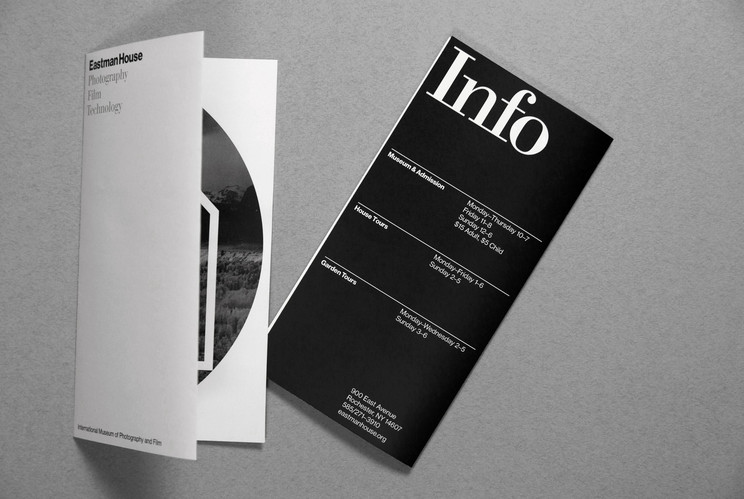 Eastman House
Photography
Film
Technology
International Museum of Photography and Film
Info
Museum & Admission
Monday–Thursday 10–7
Friday 11–8
Sunday 12–6
$15 Adult, $5 Child
House Tours
Monday–Friday 1–6
Sunday 2–5
Garden Tours
Monday–Wednesday 2–5
Sunday 3–6
900 East Avenue
Rochester, NY 14607
585/271–3910
eastmanhouse.org